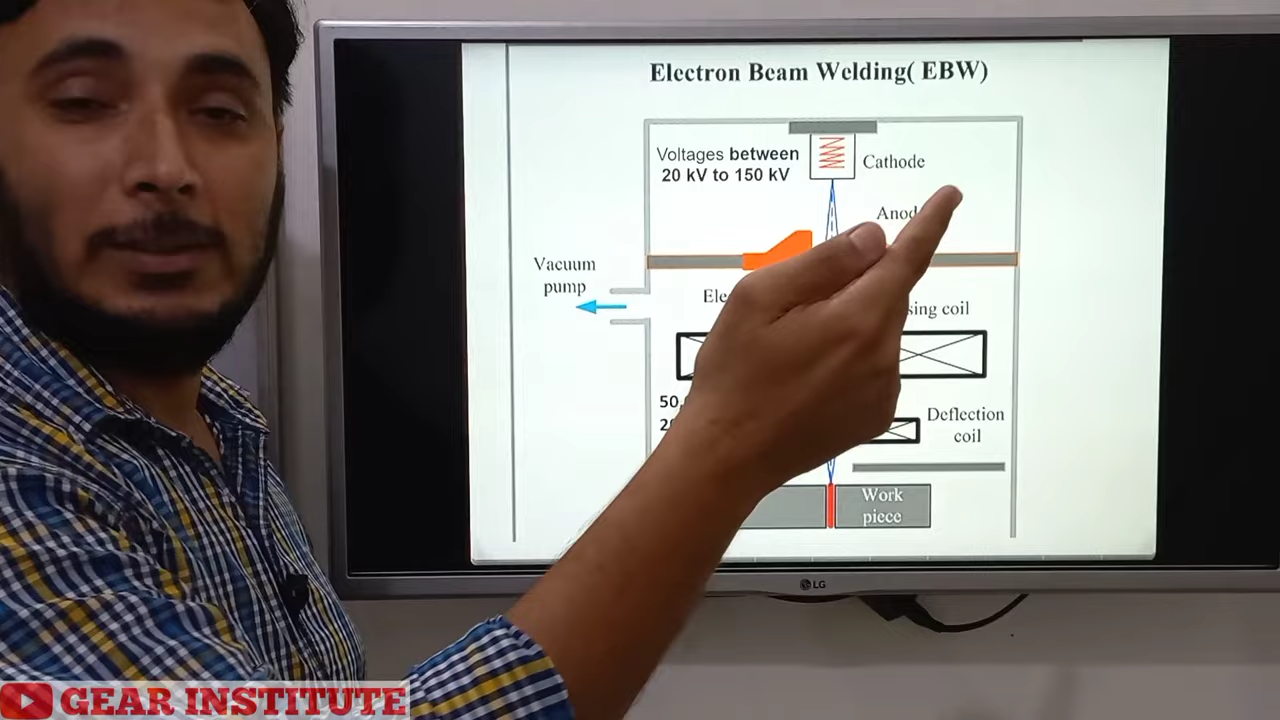 Electron Beam Welding( EBW)
Voltages between
20 kV to 150 kV
Cathode
Vacuum
pump
coil
Deflection
coil
Work
piece
LG
GEAR INSTITUTE